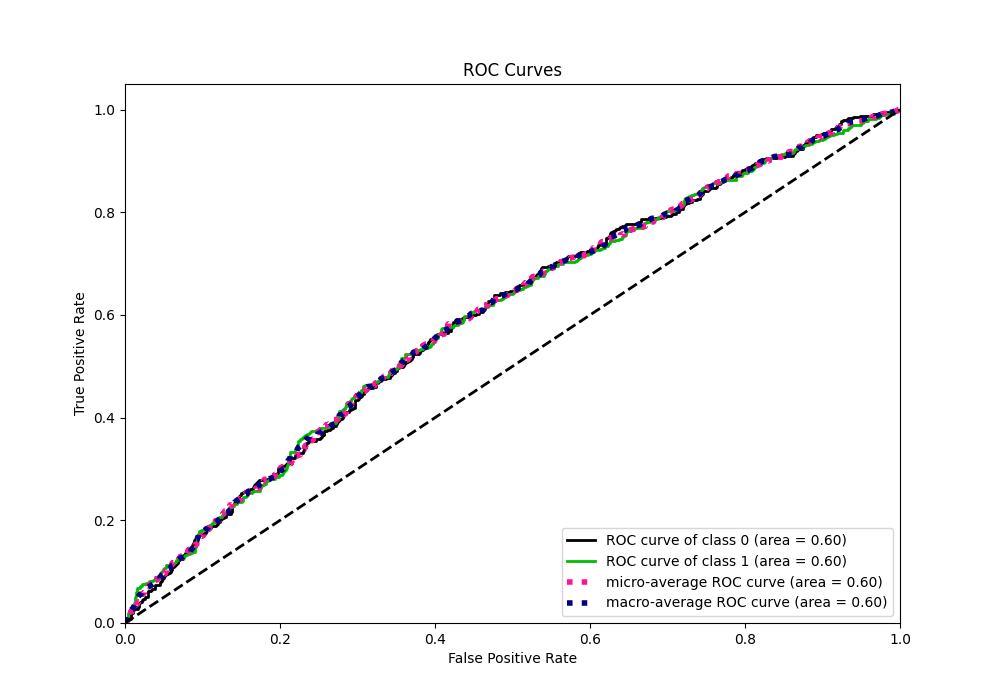 ROC Curves
True Positive Rate
1.0
0.8
0.6
0.4
0.2
0.0
0.0 0.2 0.4 0.6 0.8 1.0
False Positive Rate
ROC curve of class 0 (area = 0.60)
ROC curve of class 1 (area = 0.60)
micro-average ROC curve (area = 0.60)
macro-average ROC curve (area = 0.60)